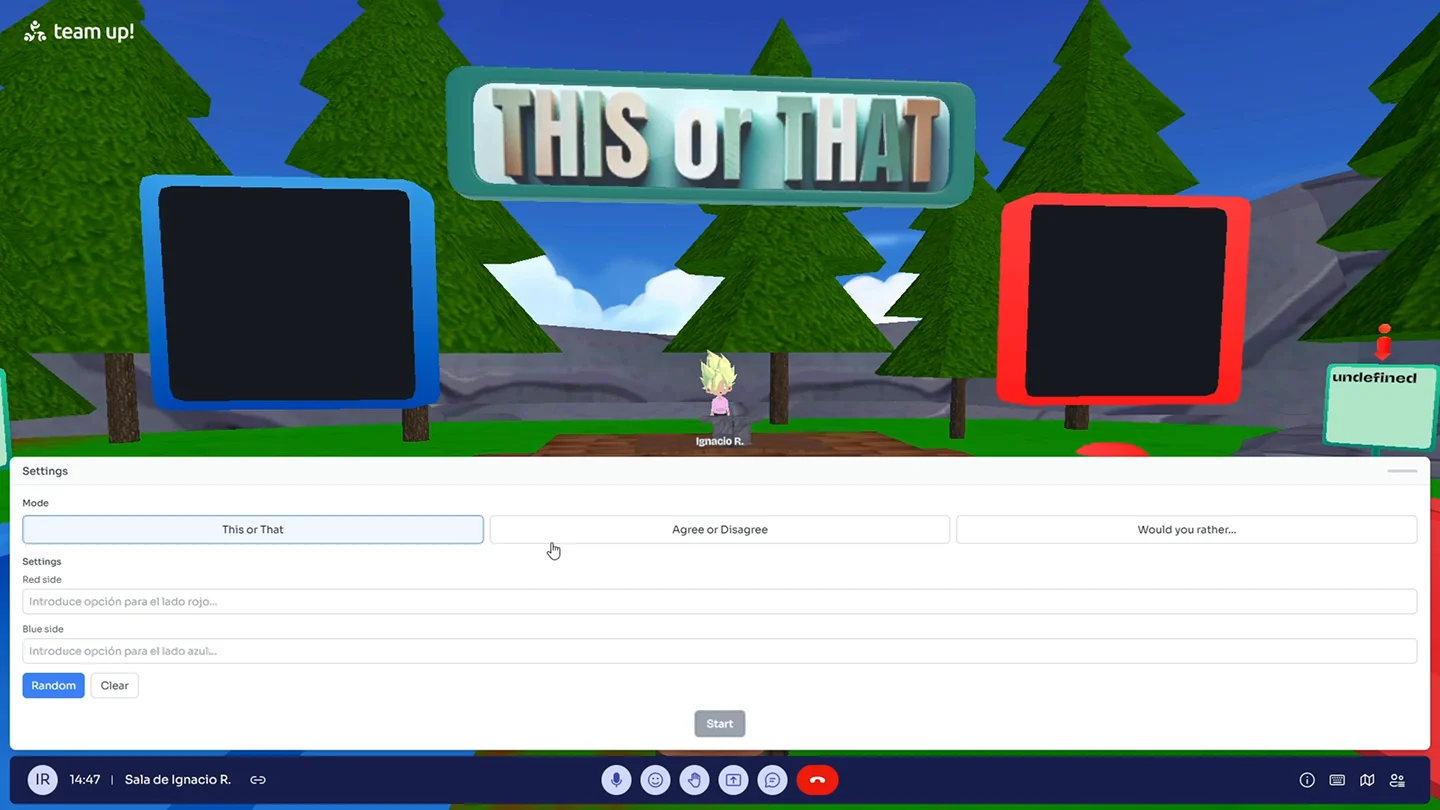 team up!
THIS or THAT
undefined
Ignacio R.
Settings
Mode
This or That
Agree or Disagree
Would you rather...
Settings
Red side
Introduce opción para el lado rojo...
Blue side
Introduce opción para el lado azul...
Random
Clear
Start
IR
14:47
|
Sala de Ignacio R.